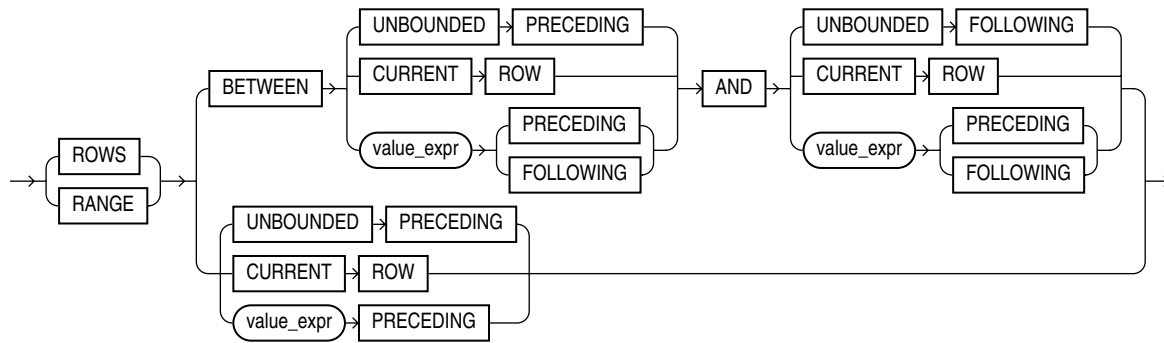 UNBOUNDED PRECEDING UNBOUNDED FOLLOWING
CURRENT ROW CURRENT ROW
BETWEEN AND
value_expr PRECEDING value_expr PRECEDING
FOLLOWING FOLLOWING
ROWS
RANGE
UNBOUNDED PRECEDING
CURRENT ROW
value_expr PRECEDING